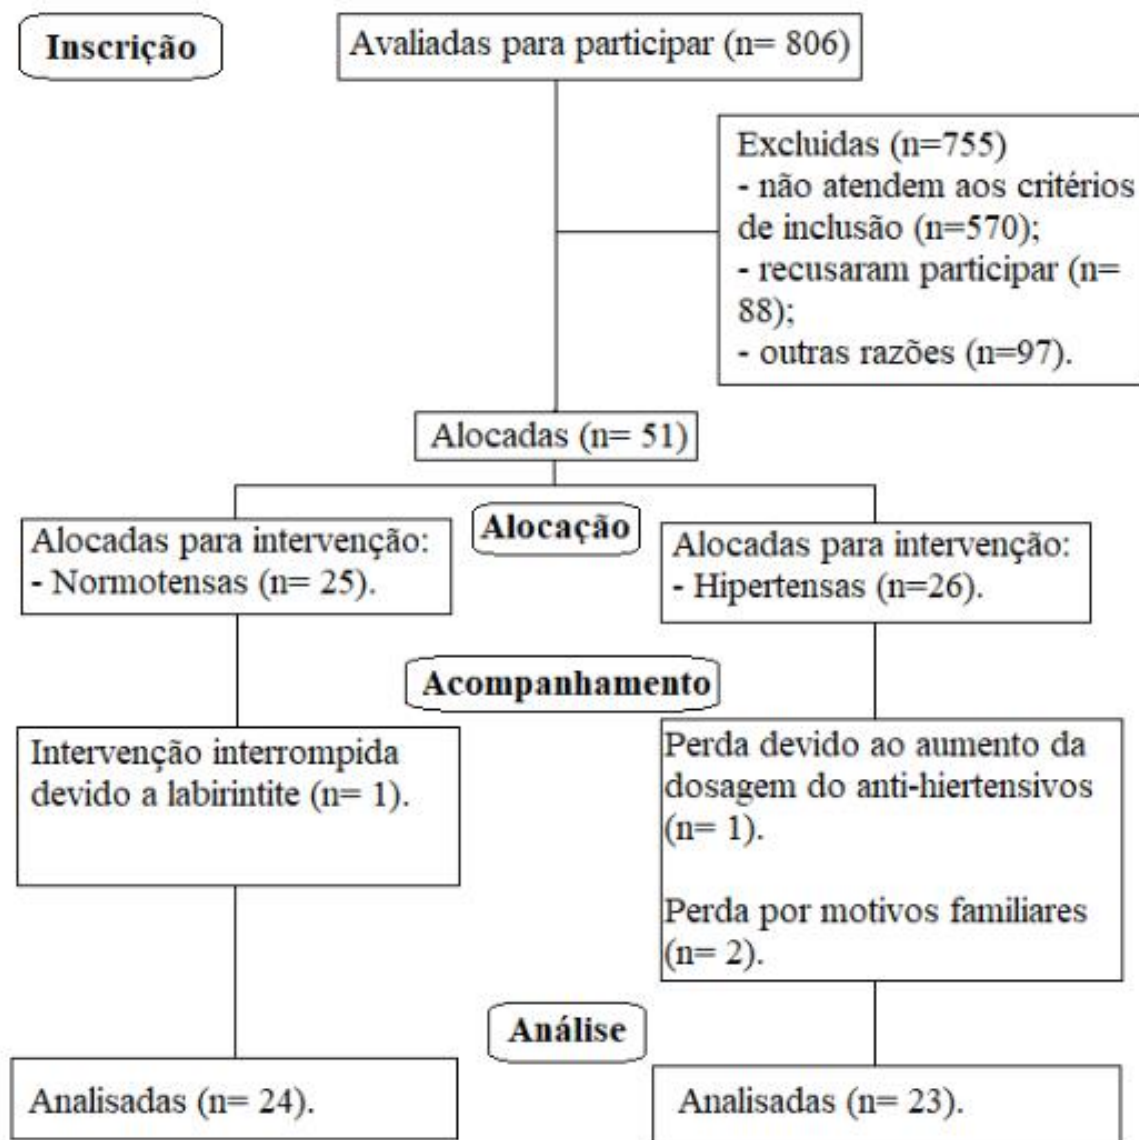 Inscrição
Avaliadas para participar (n= 806)
Excluidas (n=755)
- não atendem aos critérios
de inclusão (n=570);
- recusaram participar (n=
88);
- outras razões (n=97).
Alocadas (n= 51)
Alocação
Alocadas para intervenção:
- Normotensas (n= 25).
Alocadas para intervenção:
- Hipertensas (n=26).
Acompanhamento
Intervenção interrompida
devido a labirintite (n= 1).
Perda devido ao aumento da
dosagem do anti-hiertensivos
(n= 1).
Perda por motivos familiares
(n= 2).
Análise
Analisadas (n= 24).
Analisadas (n= 23).